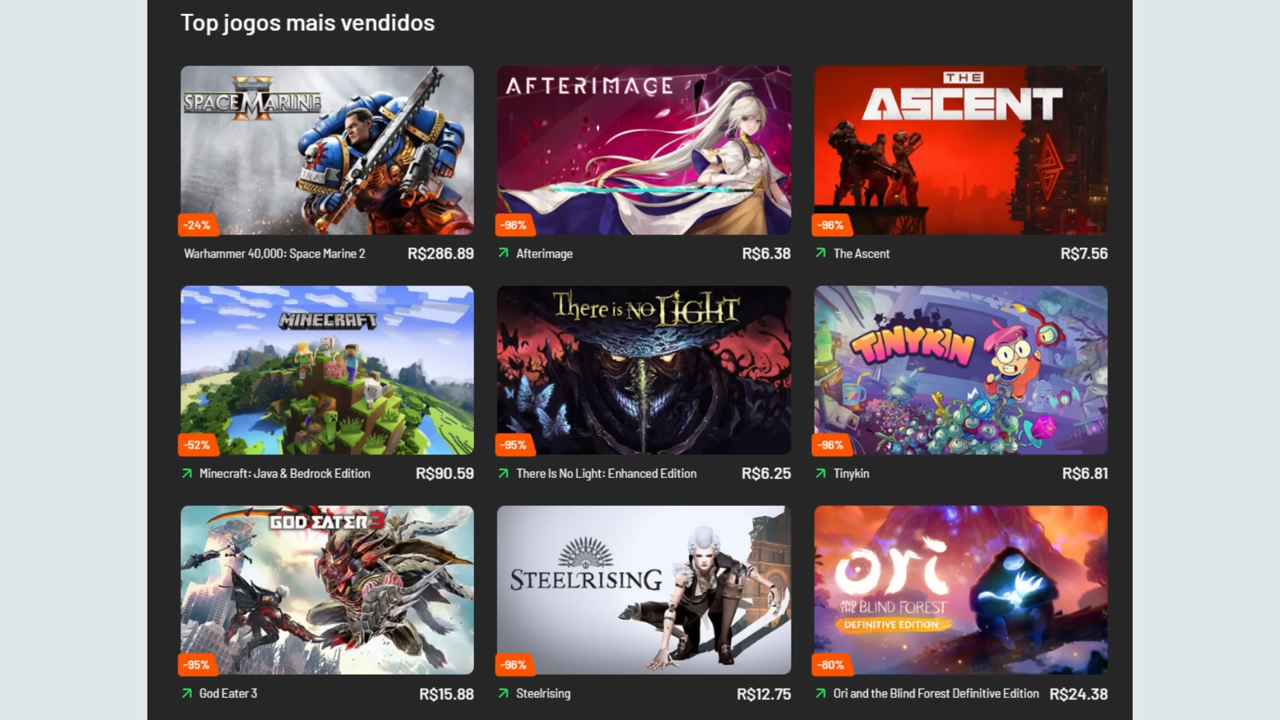 Top jogos mais vendidos
SPACE MARINE
II
-24%
Warhammer 40,000: Space Marine 2 R$286.89
AFTERIMAGE
-96%
Afterimage R$6.38
THE
ASCENT
-96%
The Ascent R$7.56
MINECRAFT
-52%
Minecraft: Java & Bedrock Edition R$90.59
There is No Light
-95%
There Is No Light: Enhanced Edition R$6.25
TINYKIN
-96%
Tinykin R$6.81
GOD EATER 3
-95%
God Eater 3 R$15.88
STEELRISING
-96%
Steelrising R$12.75
ori
AND THE BLIND FOREST
DEFINITIVE EDITION
-80%
Ori and the Blind Forest Definitive Edition R$24.38